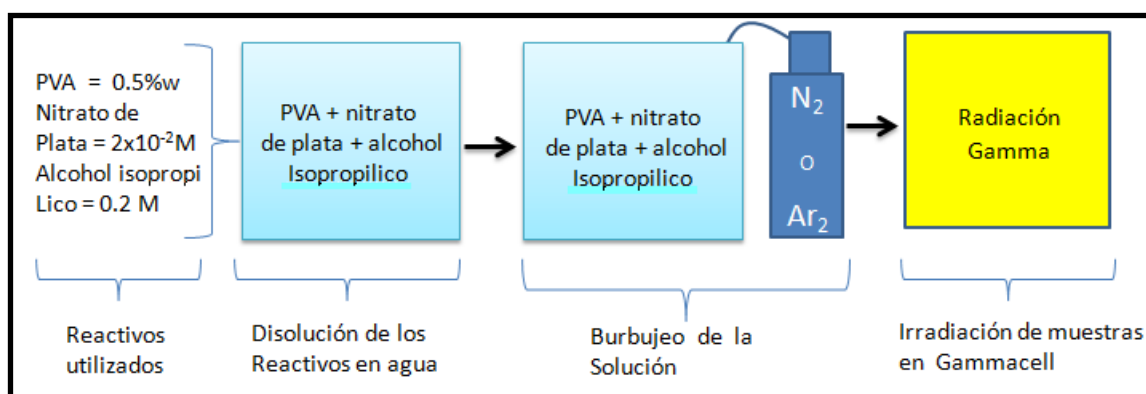 PVA = 0.5%w
Nitrato de
Plata = 2x10⁻²M
Alcohol isopropi
Lico = 0.2 M
PVA + nitrato
de plata + alcohol
Isopropilico
PVA + nitrato
de plata + alcohol
Isopropilico
N₂
o
Ar₂
Radiación
Gamma
Reactivos
utilizados
Disolución de los
Reactivos en agua
Burbujeo de la
Solución
Irradiación de muestras
en Gammacell